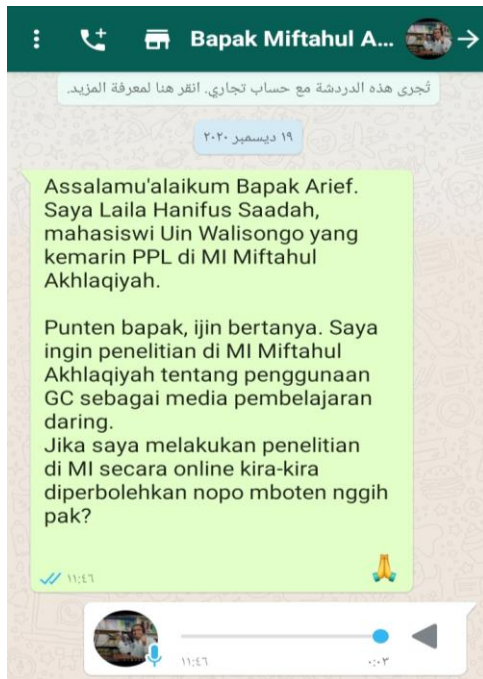 Bapak Miftahul A...
تُجرى هذه الدردشة مع حساب تجاري. انقر هنا لمعرفة المزيد.
١٩ ديسمبر ٢٠٢٠
Assalamu'alaikum Bapak Arief.
Saya Laila Hanifus Saadah,
mahasiswi Uin Walisongo yang
kemarin PPL di MI Miftahul
Akhlaqiyah.
Punten bapak, ijin bertanya. Saya
ingin penelitian di MI Miftahul
Akhlaqiyah tentang penggunaan
GC sebagai media pembelajaran
daring.
Jika saya melakukan penelitian
di MI secara online kira-kira
diperbolehkan nopo mboten nggih
pak?
🙏
١١:٤٦
١١:٤٦
٠:٠٣